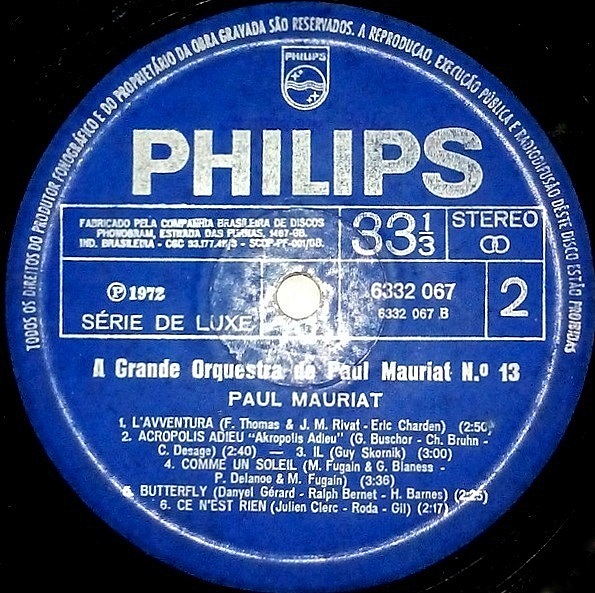 TODOS OS DIREITOS DO PRODUTOR FONOGRÁFICO E DO PROPRIETÁRIO DA OBRA GRAVADA SÃO RESERVADOS. A REPRODUÇÃO, EXECUÇÃO PÚBLICA E RADIODIFUSÃO DÊSTE DISCO ESTÃO PROIBIDAS
PHILIPS
PHILIPS
FABRICADO PELA COMPANHIA BRASILEIRA DE DISCOS
PHONOGRAM, ESTRADA DAS FURNAS, 1467-GB.
IND. BRASILEIRA - CGC - SCDP-PF-001/GB.
33 1/3
STEREO
℗ 1972
SÉRIE DE LUXE
6332 067
6332 067 B
2
A Grande Orquestra de Paul Mauriat N.º 13
PAUL MAURIAT
1. L'AVVENTURA (F. Thomas & J. M. Rivat - Eric Charden) (2:50)
2. ACROPOLIS ADIEU "Akropolis Adieu" (G. Buschor - Ch. Bruhn -
C. Desage) (2:40) — 3. IL (Guy Skornik) (3:00)
4. COMME UN SOLEIL (M. Fugain & G. Blaness -
P. Delanoe & M. Fugain) (3:36)
5. BUTTERFLY (Danyel Gérard - Ralph Bernet - H. Barnes) (2:25)
6. CE N'EST RIEN (Julien Clerc - Roda - Gil) (2:17)